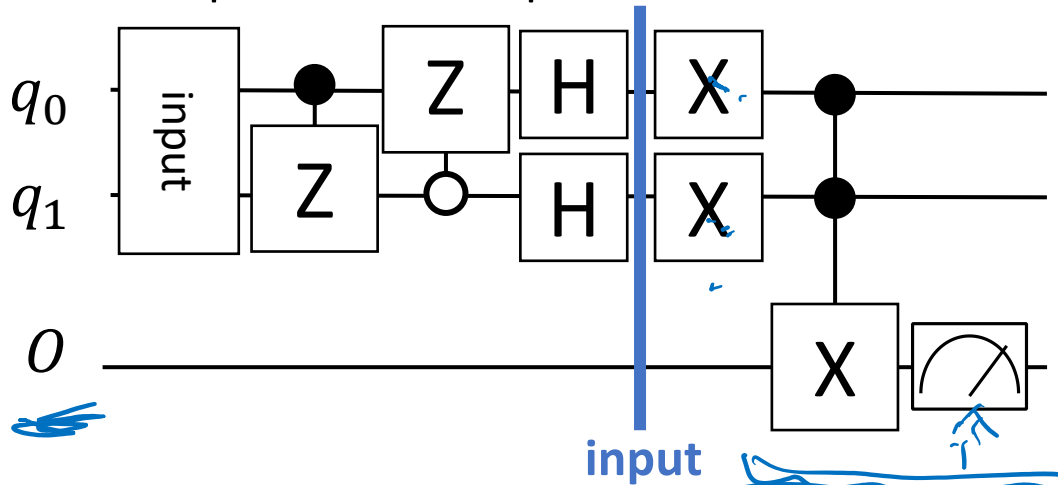 q₀ input Z H X
q₁ Z H X
O X
input